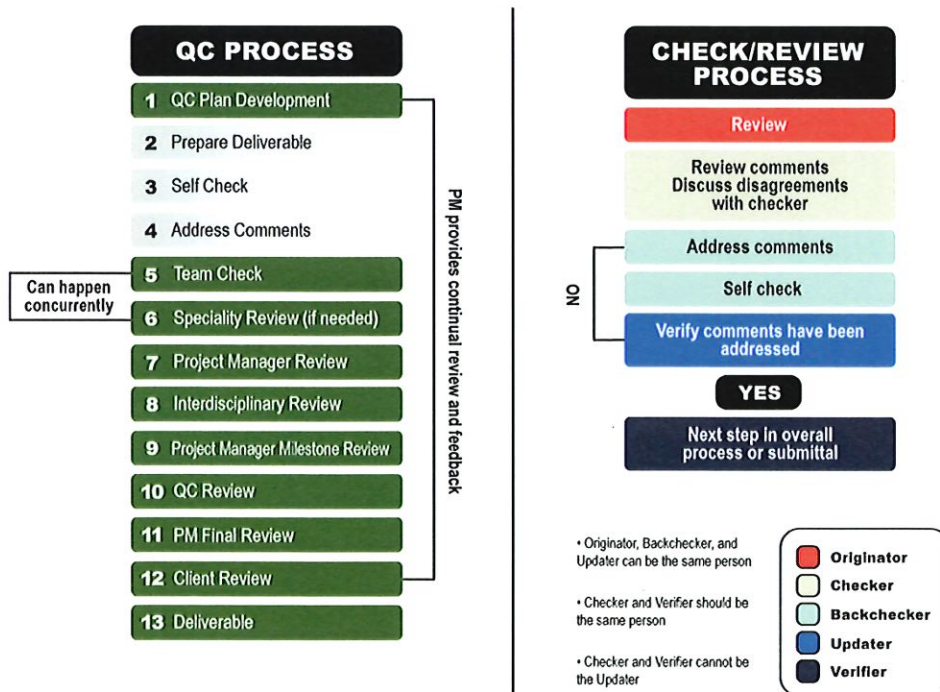 QC PROCESS
1 QC Plan Development
2 Prepare Deliverable
3 Self Check
4 Address Comments
5 Team Check
6 Speciality Review (if needed)
7 Project Manager Review
8 Interdisciplinary Review
9 Project Manager Milestone Review
10 QC Review
11 PM Final Review
12 Client Review
13 Deliverable
Can happen
concurrently
PM provides continual review and feedback
CHECK/REVIEW
PROCESS
Review
Review comments
Discuss disagreements
with checker
Address comments
Self check
Verify comments have been
addressed
NO
YES
Next step in overall
process or submittal
• Originator, Backchecker, and
Updater can be the same person
• Checker and Verifier should be
the same person
• Checker and Verifier cannot be
the Updater
Originator
Checker
Backchecker
Updater
Verifier